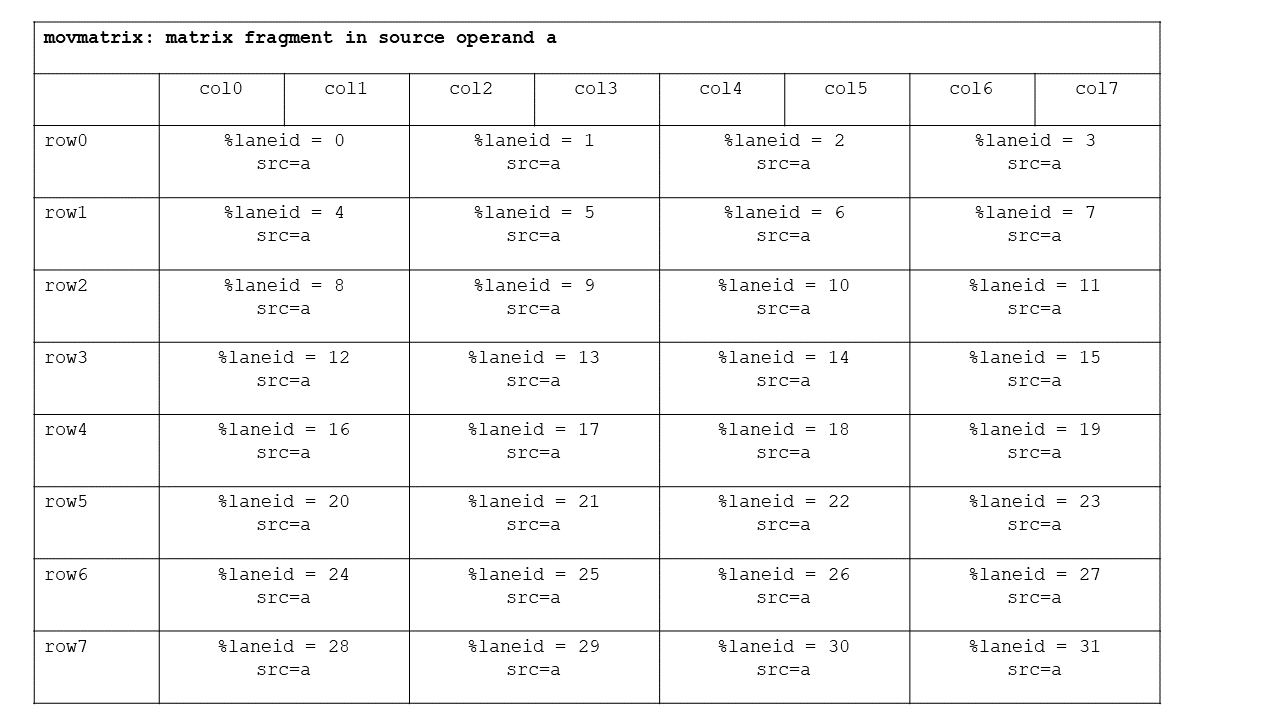 movmatrix: matrix fragment in source operand a
col0 col1 col2 col3 col4 col5 col6 col7
row0 %laneid = 0 %laneid = 1 %laneid = 2 %laneid = 3
src=a src=a src=a src=a
row1 %laneid = 4 %laneid = 5 %laneid = 6 %laneid = 7
src=a src=a src=a src=a
row2 %laneid = 8 %laneid = 9 %laneid = 10 %laneid = 11
src=a src=a src=a src=a
row3 %laneid = 12 %laneid = 13 %laneid = 14 %laneid = 15
src=a src=a src=a src=a
row4 %laneid = 16 %laneid = 17 %laneid = 18 %laneid = 19
src=a src=a src=a src=a
row5 %laneid = 20 %laneid = 21 %laneid = 22 %laneid = 23
src=a src=a src=a src=a
row6 %laneid = 24 %laneid = 25 %laneid = 26 %laneid = 27
src=a src=a src=a src=a
row7 %laneid = 28 %laneid = 29 %laneid = 30 %laneid = 31
src=a src=a src=a src=a